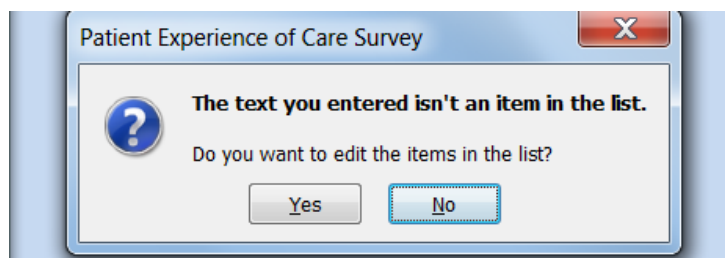 Patient Experience of Care Survey
X
The text you entered isn't an item in the list.
Do you want to edit the items in the list?
Yes No